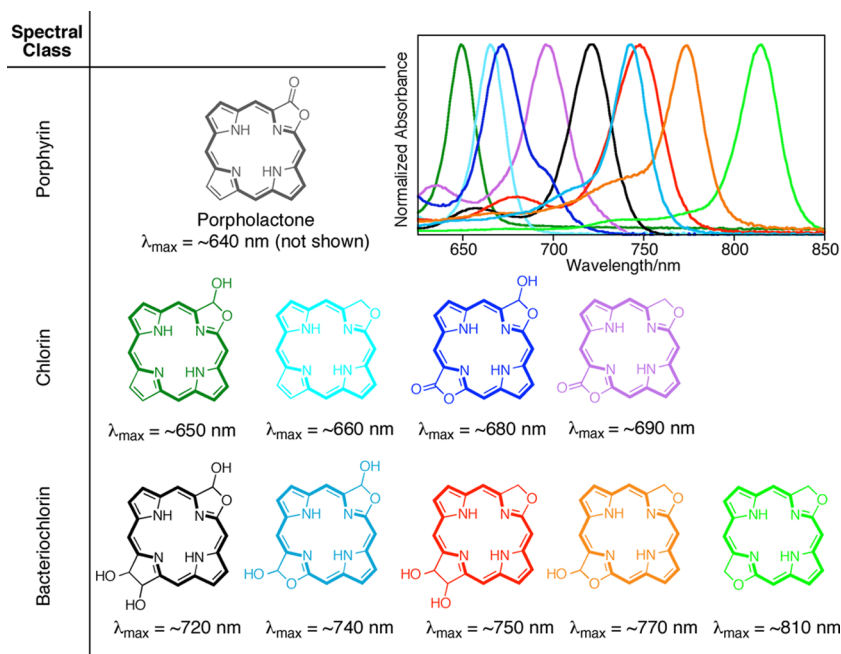 Spectral
Class
Porphyrin
O
O
NH
N
N
HN
Porpholactone
λmax = ~640 nm (not shown)
Normalized Absorbance
650
700
750
800
850
Wavelength/nm
Chlorin
OH
O
NH
N
N
HN
λmax = ~650 nm
O
NH
N
N
HN
λmax = ~660 nm
OH
O
NH
N
N
HN
O
O
λmax = ~680 nm
O
NH
N
N
HN
O
O
λmax = ~690 nm
Bacteriochlorin
OH
O
NH
N
N
HN
HO
HO
λmax = ~720 nm
OH
O
NH
N
N
HN
HO
O
λmax = ~740 nm
O
NH
N
N
HN
HO
HO
λmax = ~750 nm
O
NH
N
N
HN
HO
O
λmax = ~770 nm
O
NH
N
N
HN
O
λmax = ~810 nm